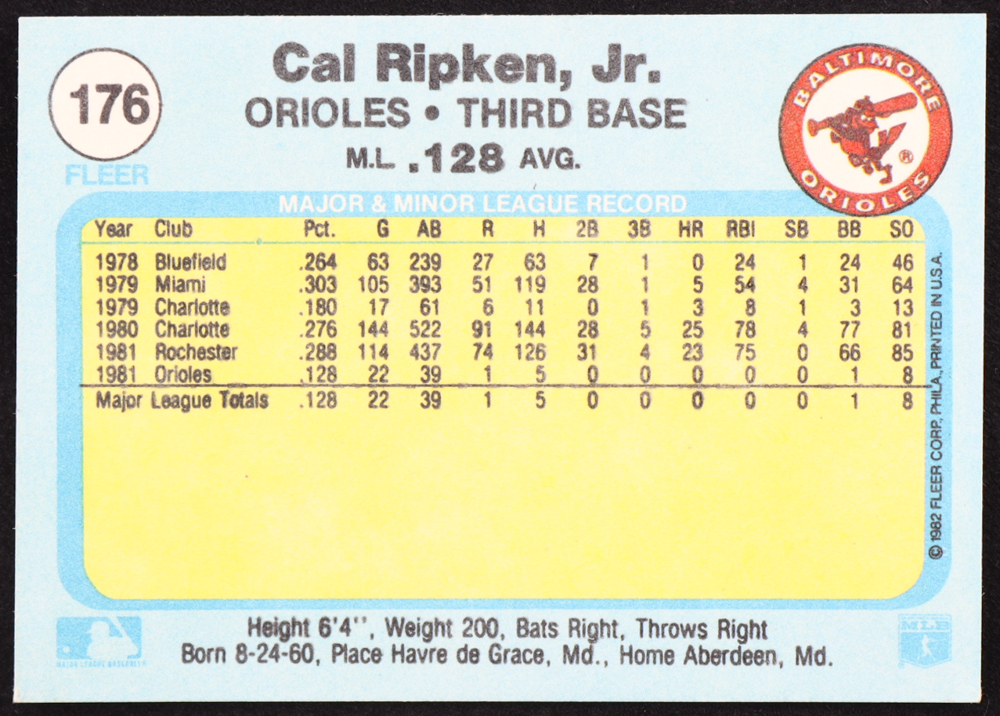 176
FLEER
Cal Ripken, Jr.
ORIOLES • THIRD BASE
M.L .128 AVG.
BALTIMORE
ORIOLES
®
MAJOR & MINOR LEAGUE RECORD
Year Club Pct. G AB R H 2B 3B HR RBI SB BB SO
1978 Bluefield .264 63 239 27 63 7 1 0 24 1 24 46
1979 Miami .303 105 393 51 119 28 1 5 54 4 31 64
1979 Charlotte .180 17 61 6 11 0 1 3 8 1 3 13
1980 Charlotte .276 144 522 91 144 28 5 25 78 4 77 81
1981 Rochester .288 114 437 74 126 31 4 23 75 0 66 85
1981 Orioles .128 22 39 1 5 0 0 0 0 0 1 8
Major League Totals .128 22 39 1 5 0 0 0 0 0 1 8
© 1982 FLEER CORP., PHILA., PRINTED IN U.S.A.
Height 6'4'', Weight 200, Bats Right, Throws Right
Born 8-24-60, Place Havre de Grace, Md., Home Aberdeen, Md.
MAJOR LEAGUE BASEBALL
MLB